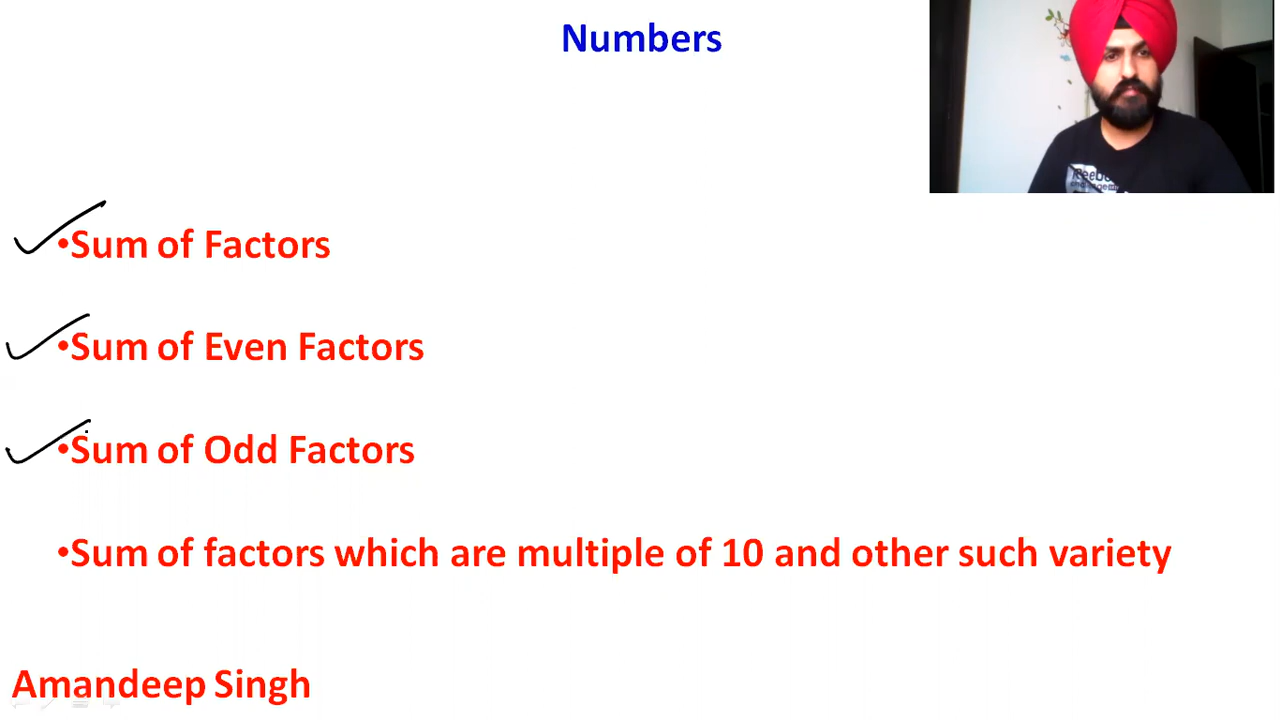 Numbers
•Sum of Factors
•Sum of Even Factors
•Sum of Odd Factors
•Sum of factors which are multiple of 10 and other such variety
Amandeep Singh